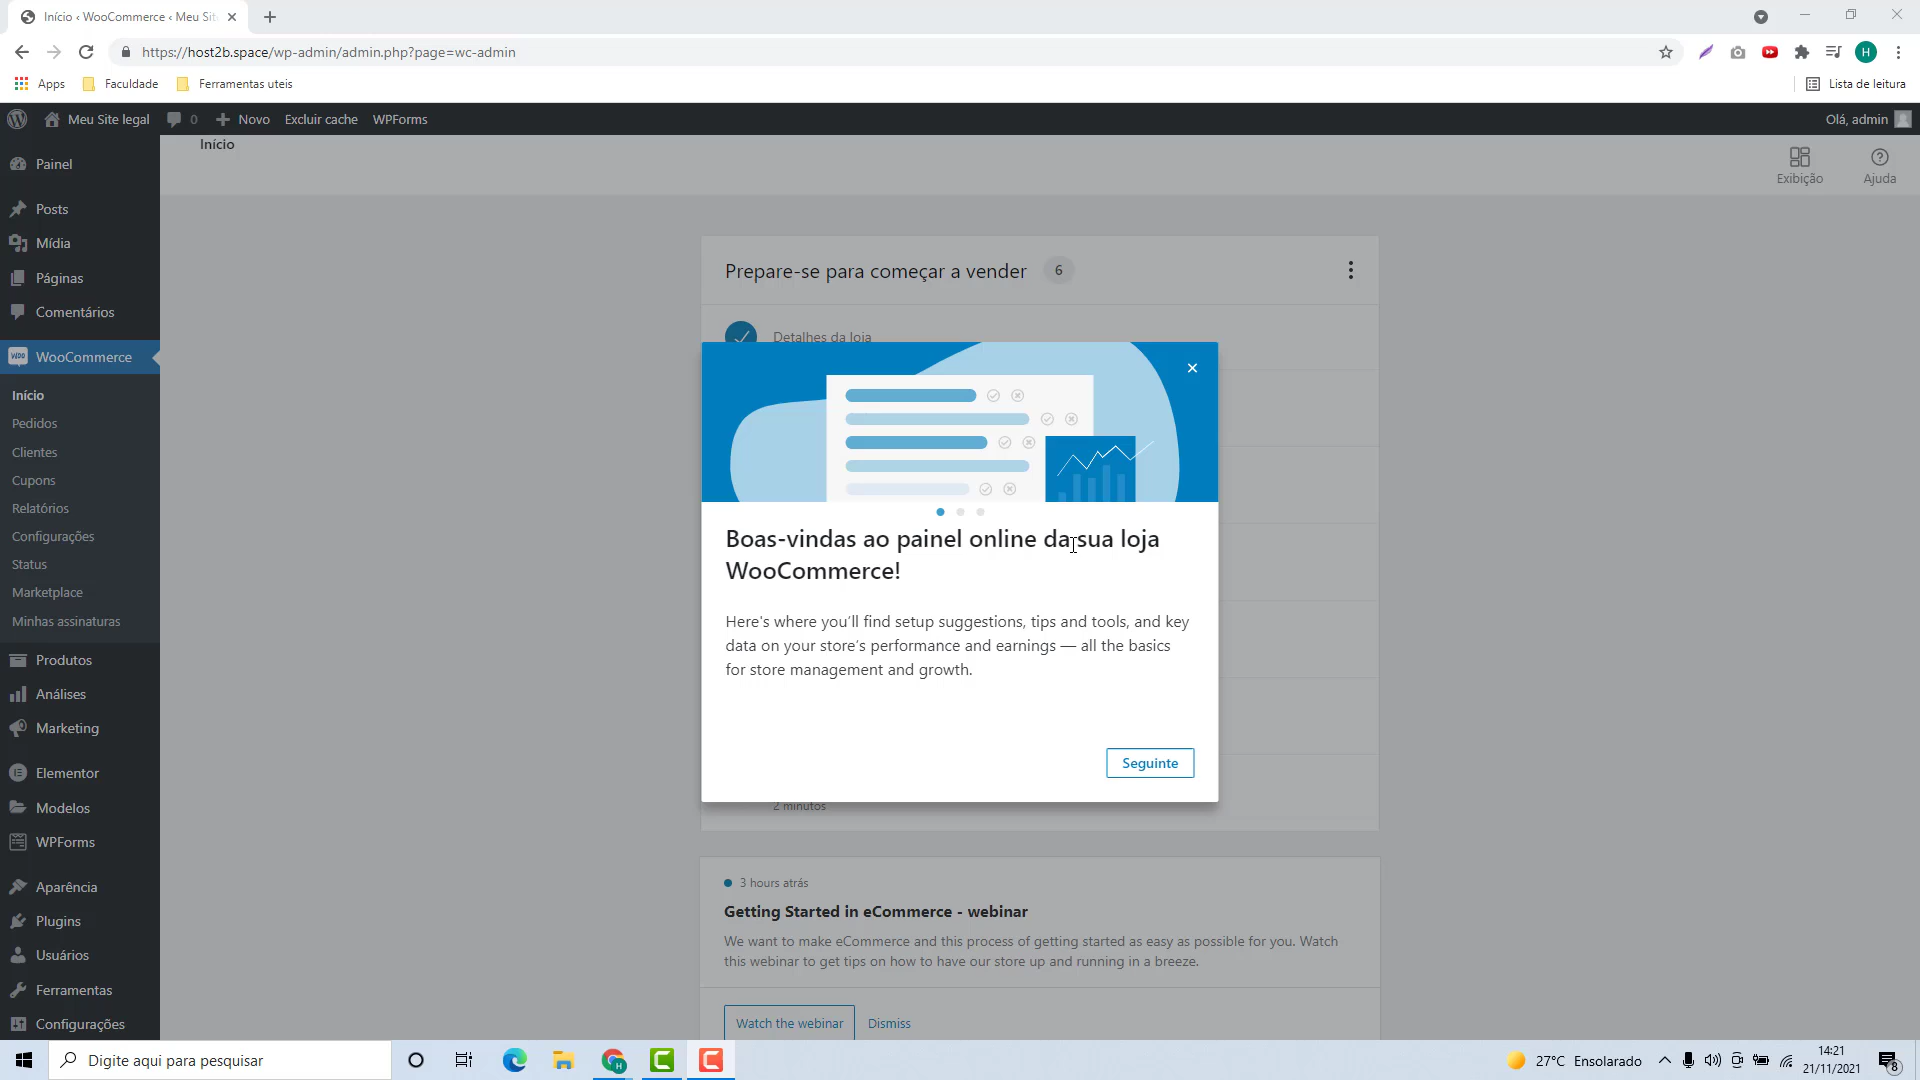 Início ‹ WooCommerce ‹ Meu Sit
https://host2b.space/wp-admin/admin.php?page=wc-admin
H
Apps
Faculdade
Ferramentas uteis
Lista de leitura
Meu Site legal
0
Novo
Excluir cache
WPForms
Olá, admin
Início
Exibição
Ajuda
Painel
Posts
Mídia
Páginas
Comentários
WooCommerce
Início
Pedidos
Clientes
Cupons
Relatórios
Configurações
Status
Marketplace
Minhas assinaturas
Produtos
Análises
Marketing
Elementor
Modelos
WPForms
Aparência
Plugins
Usuários
Ferramentas
Configurações
Prepare-se para começar a vender 6
Detalhes da loja
Boas-vindas ao painel online da sua loja
WooCommerce!
Here's where you'll find setup suggestions, tips and tools, and key
data on your store's performance and earnings — all the basics
for store management and growth.
Seguinte
2 minutos
3 hours atrás
Getting Started in eCommerce - webinar
We want to make eCommerce and this process of getting started as easy as possible for you. Watch
this webinar to get tips on how to have our store up and running in a breeze.
Watch the webinar
Dismiss
Digite aqui para pesquisar
27°C Ensolarado
14:21
21/11/2021
8